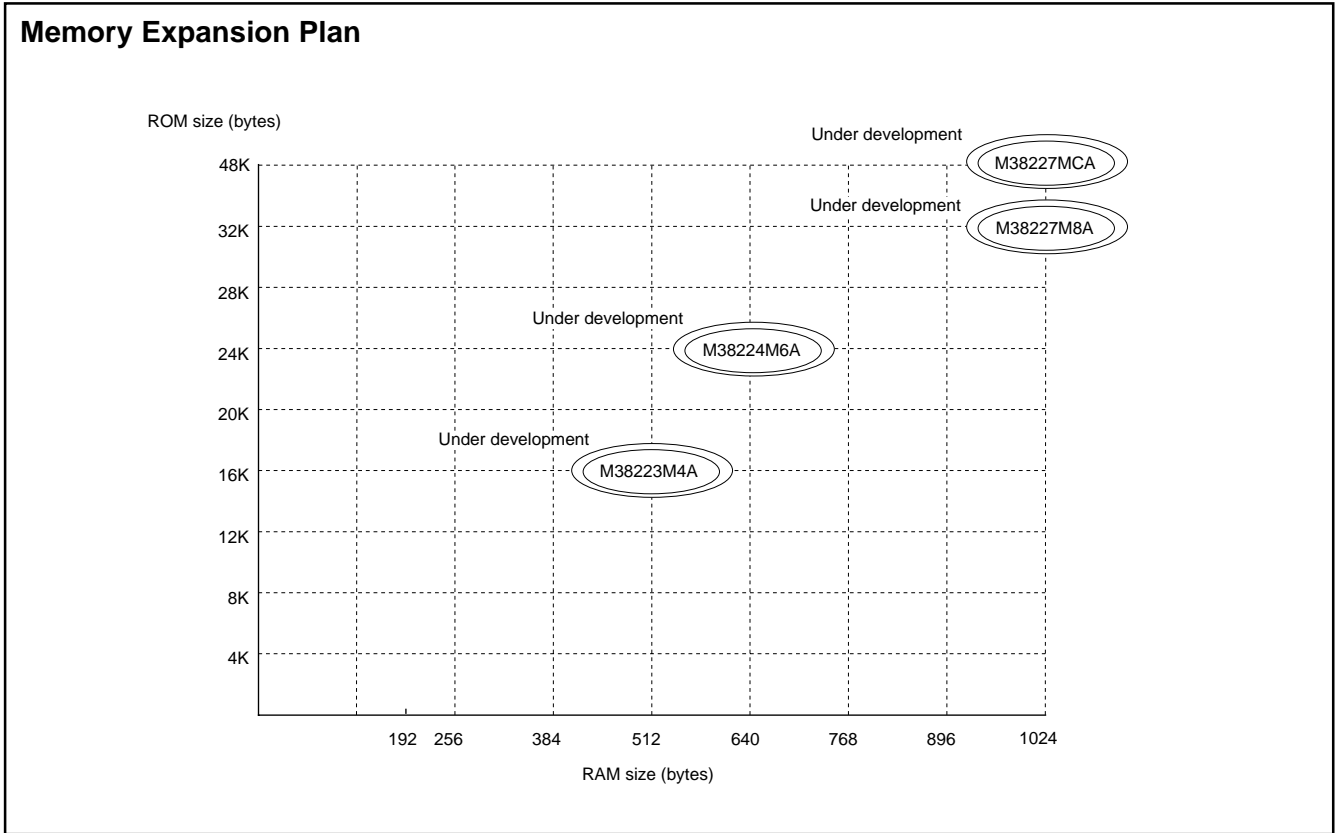 Memory Expansion Plan
ROM size (bytes)
Under development
48K
M38227MCA
Under development
32K
M38227M8A
28K
Under development
24K
M38224M6A
20K
Under development
16K
M38223M4A
12K
8K
4K
192 256 384 512 640 768 896 1024
RAM size (bytes)